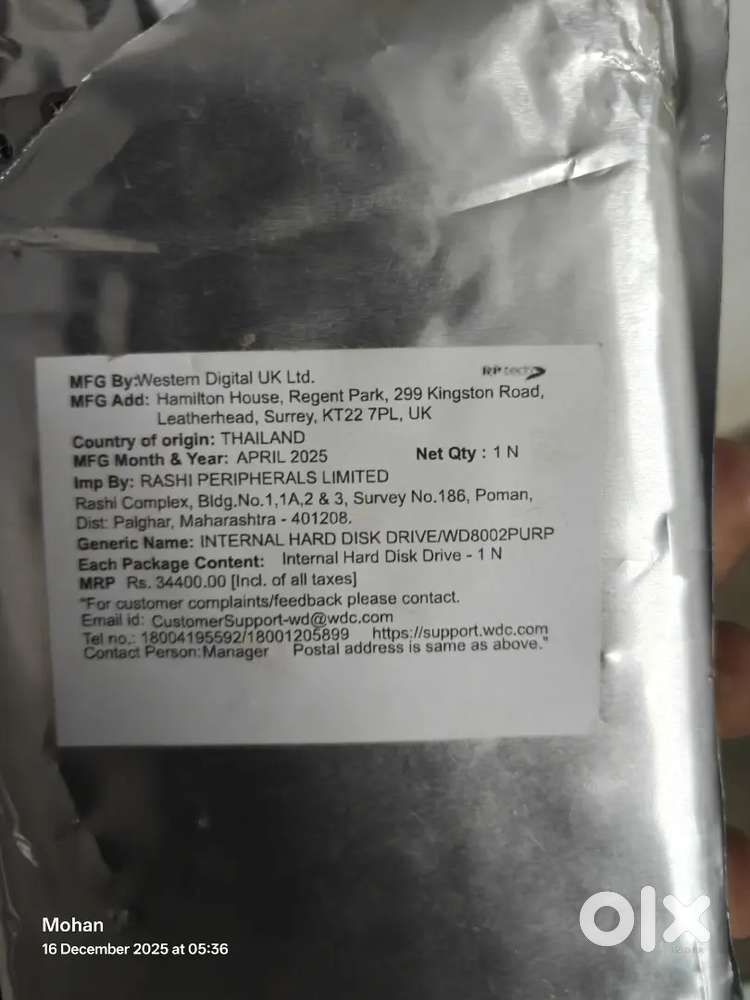 RP tech
MFG By:Western Digital UK Ltd.
MFG Add: Hamilton House, Regent Park, 299 Kingston Road,
Leatherhead, Surrey, KT22 7PL, UK
Country of origin: THAILAND
MFG Month & Year: APRIL 2025 Net Qty : 1 N
Imp By: RASHI PERIPHERALS LIMITED
Rashi Complex, Bldg.No.1,1A,2 & 3, Survey No.186, Poman,
Dist: Palghar, Maharashtra - 401208.
Generic Name: INTERNAL HARD DISK DRIVE/WD8002PURP
Each Package Content: Internal Hard Disk Drive - 1 N
MRP Rs. 34400.00 [Incl. of all taxes]
"For customer complaints/feedback please contact.
Email id: CustomerSupport-wd@wdc.com
Tel no.: 18004195592/18001205899 https://support.wdc.com
Contact Person:Manager Postal address is same as above."
Mohan
16 December 2025 at 05:36
olx